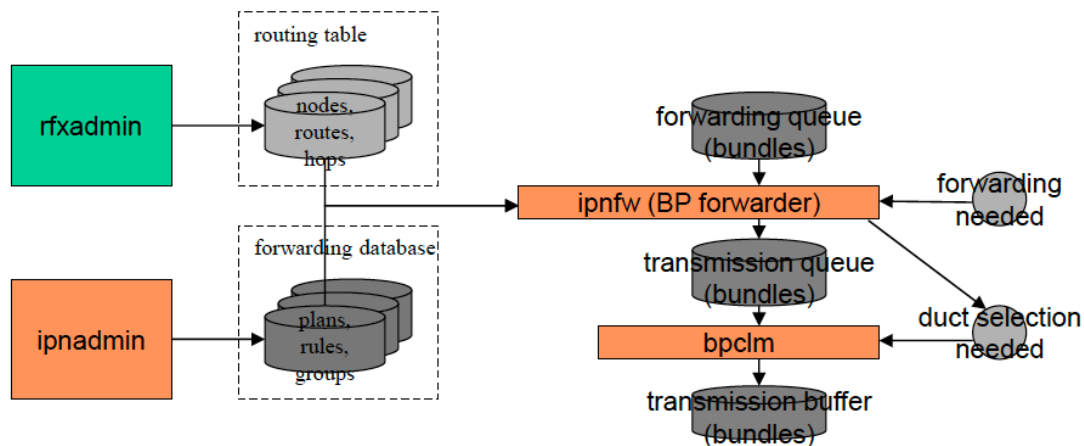 routing table
rfxadmin
nodes,
routes,
hops
forwarding queue
(bundles)
ipnfw (BP forwarder)
forwarding
needed
forwarding database
transmission queue
(bundles)
ipnadmin
plans,
rules,
groups
bpclm
duct selection
needed
transmission buffer
(bundles)